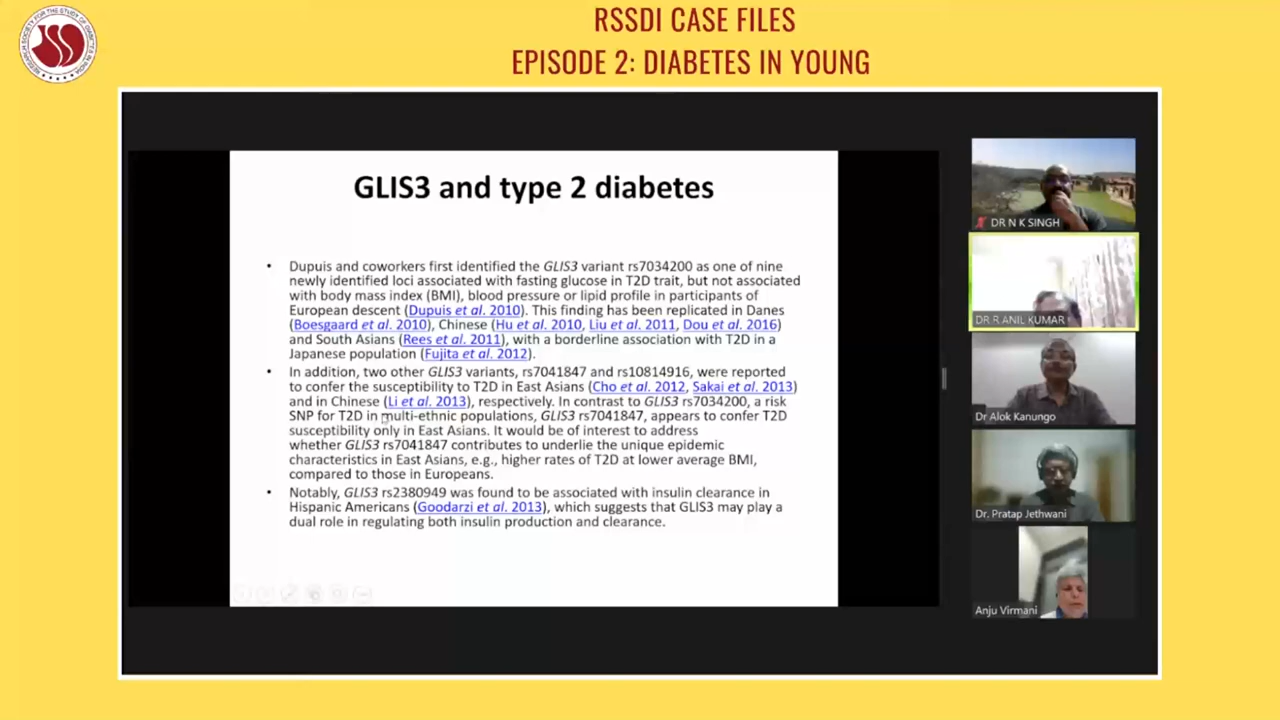 RSSDI CASE FILES
EPISODE 2: DIABETES IN YOUNG
RESEARCH SOCIETY FOR THE STUDY OF DIABETES IN INDIA
GLIS3 and type 2 diabetes
• Dupuis and coworkers first identified the GLIS3 variant rs7034200 as one of nine
newly identified loci associated with fasting glucose in T2D trait, but not associated
with body mass index (BMI), blood pressure or lipid profile in participants of
European descent (Dupuis et al. 2010). This finding has been replicated in Danes
(Boesgaard et al. 2010), Chinese (Hu et al. 2010, Liu et al. 2011, Dou et al. 2016)
and South Asians (Rees et al. 2011), with a borderline association with T2D in a
Japanese population (Fujita et al. 2012).
• In addition, two other GLIS3 variants, rs7041847 and rs10814916, were reported
to confer the susceptibility to T2D in East Asians (Cho et al. 2012, Sakai et al. 2013)
and in Chinese (Li et al. 2013), respectively. In contrast to GLIS3 rs7034200, a risk
SNP for T2D in multi-ethnic populations, GLIS3 rs7041847, appears to confer T2D
susceptibility only in East Asians. It would be of interest to address
whether GLIS3 rs7041847 contributes to underlie the unique epidemic
characteristics in East Asians, e.g., higher rates of T2D at lower average BMI,
compared to those in Europeans.
• Notably, GLIS3 rs2380949 was found to be associated with insulin clearance in
Hispanic Americans (Goodarzi et al. 2013), which suggests that GLIS3 may play a
dual role in regulating both insulin production and clearance.
DR N K SINGH
DR R ANIL KUMAR
Dr Alok Kanungo
Dr. Pratap Jethwani
Anju Virmani